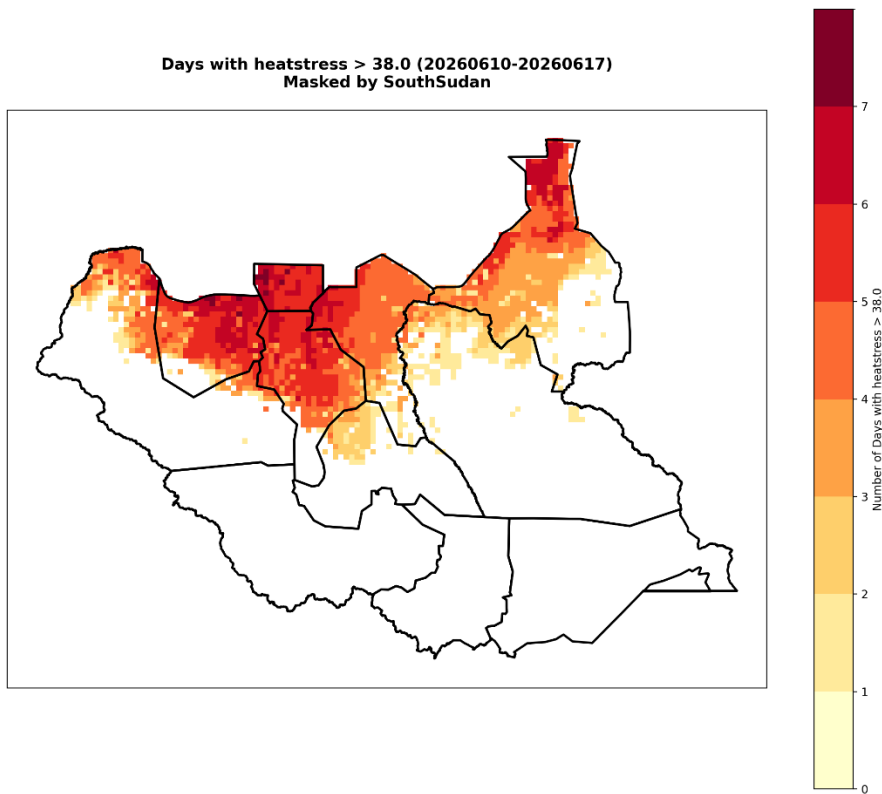 Days with heatstress > 38.0 (20260610-20260617)
Masked by SouthSudan
7
6
5
4
3
2
1
0
Number of Days with heatstress > 38.0